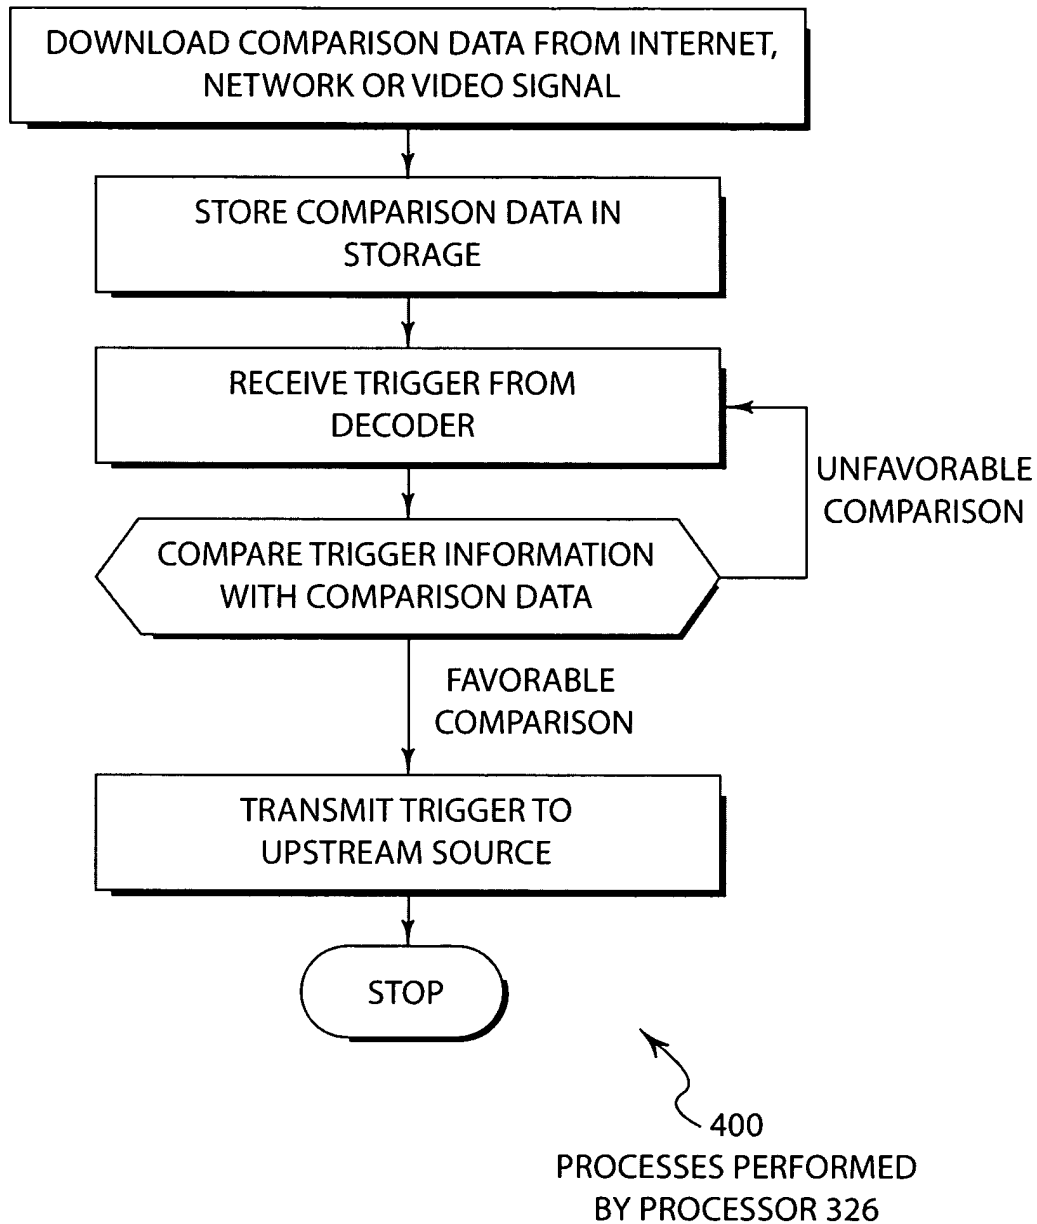 DOWNLOAD COMPARISON DATA FROM INTERNET,
NETWORK OR VIDEO SIGNAL
STORE COMPARISON DATA IN
STORAGE
RECEIVE TRIGGER FROM
DECODER
UNFAVORABLE
COMPARISON
COMPARE TRIGGER INFORMATION
WITH COMPARISON DATA
FAVORABLE
COMPARISON
TRANSMIT TRIGGER TO
UPSTREAM SOURCE
STOP
400
PROCESSES PERFORMED
BY PROCESSOR 326